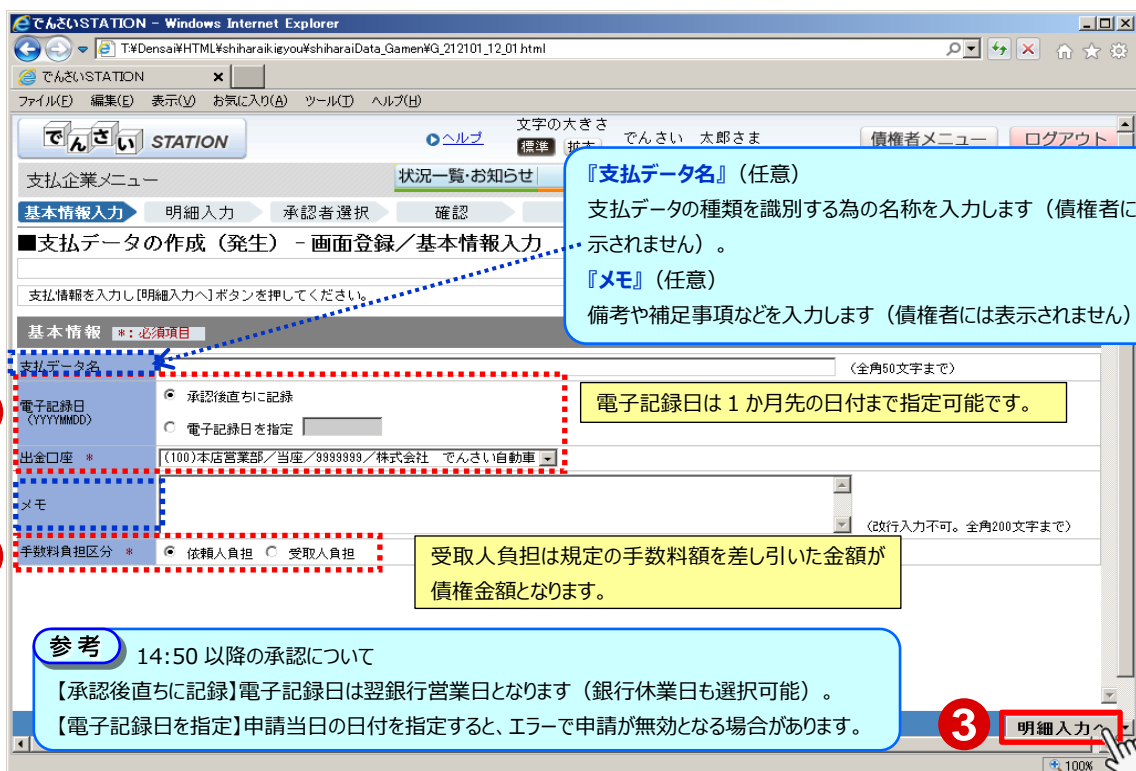 でんさいSTATION - Windows Internet Explorer
T:¥Densai¥HTML¥shiharaikigyou¥shiharaiData_Gamen¥G_212101_12_01.html
でんさいSTATION
ファイル(F) 編集(E) 表示(V) お気に入り(A) ツール(T) ヘルプ(H)
でんさい STATION
ヘルプ
文字の大きさ
標準 拡大
でんさい 太郎さま
債権者メニュー
ログアウト
支払企業メニュー
状況一覧・お知らせ
基本情報入力 明細入力 承認者選択 確認
■支払データの作成（発生）－画面登録／基本情報入力
支払情報を入力し[明細入力へ]ボタンを押してください。
『支払データ名』（任意）
支払データの種類を識別する為の名称を入力します（債権者に
示されません）。
『メモ』（任意）
備考や補足事項などを入力します（債権者には表示されません）
基本情報 *：必須項目
支払データ名
（全角50文字まで）
電子記録日
（YYYYMMDD）
承認後直ちに記録
電子記録日を指定
電子記録日は 1 か月先の日付まで指定可能です。
出金口座 *
(100)本店営業部／当座／9999999／株式会社 でんさい自動車
メモ
（改行入力不可。全角200文字まで）
手数料負担区分 *
依頼人負担 受取人負担
受取人負担は規定の手数料額を差し引いた金額が
債権金額となります。
参考
14:50 以降の承認について
【承認後直ちに記録】電子記録日は翌銀行営業日となります（銀行休業日も選択可能）。
【電子記録日を指定】申請当日の日付を指定すると、エラーで申請が無効となる場合があります。
3
明細入力へ
100%